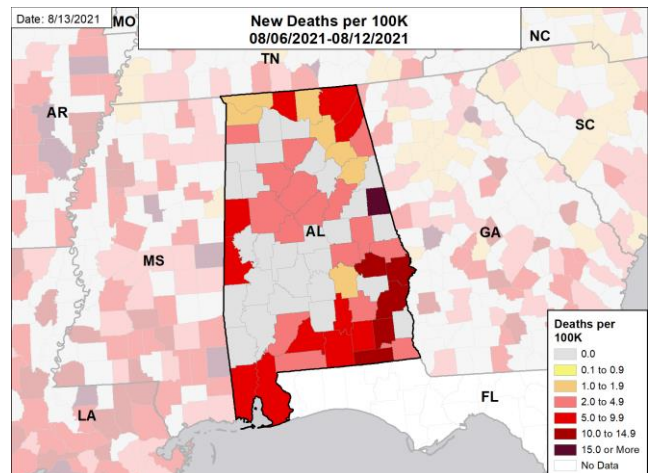 Date: 8/13/2021
New Deaths per 100K
08/06/2021-08/12/2021
MO
NC
TN
AR
SC
AL
GA
MS
LA
FL
Deaths per
100K
0.0
0.1 to 0.9
1.0 to 1.9
2.0 to 4.9
5.0 to 9.9
10.0 to 14.9
15.0 or More
No Data